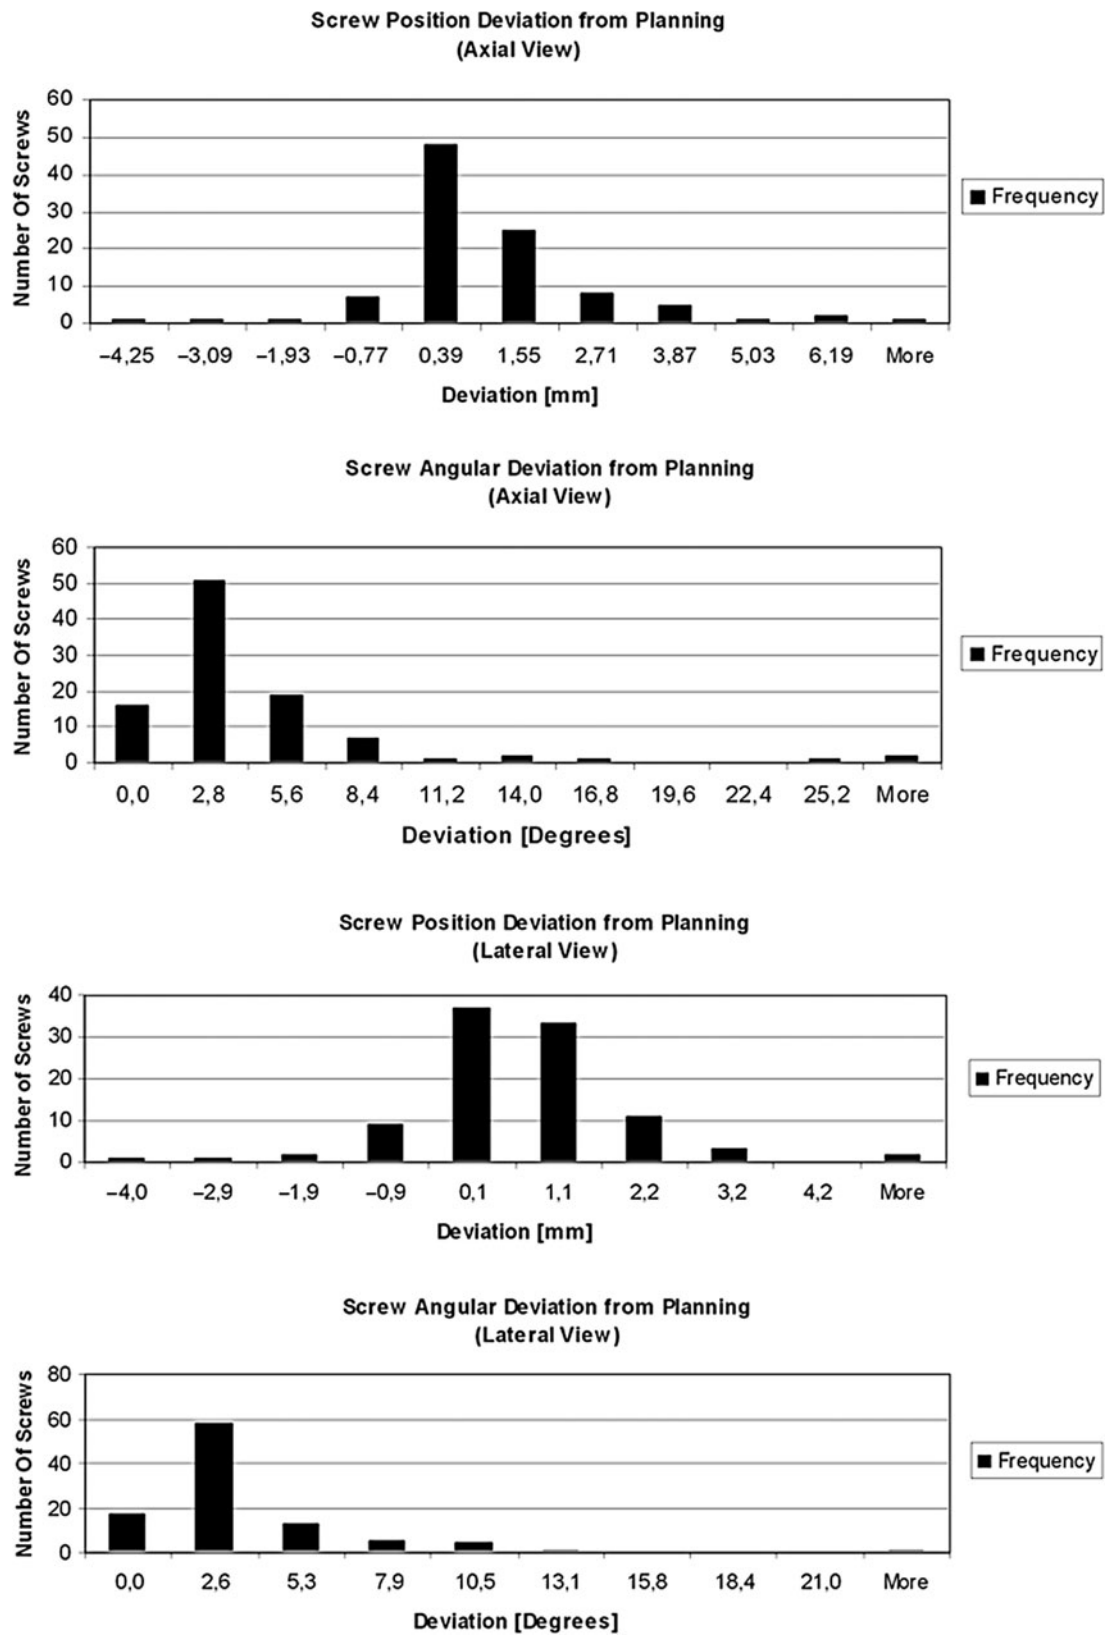 Screw Position Deviation from Planning
(Axial View)
60
50
40
30
20
10
0
Number Of Screws
–4,25 –3,09 –1,93 –0,77 0,39 1,55 2,71 3,87 5,03 6,19 More
Deviation [mm]
Frequency
Screw Angular Deviation from Planning
(Axial View)
60
50
40
30
20
10
0
Number Of Screws
0,0 2,8 5,6 8,4 11,2 14,0 16,8 19,6 22,4 25,2 More
Deviation [Degrees]
Frequency
Screw Position Deviation from Planning
(Lateral View)
40
30
20
10
0
Number of Screws
–4,0 –2,9 –1,9 –0,9 0,1 1,1 2,2 3,2 4,2 More
Deviation [mm]
Frequency
Screw Angular Deviation from Planning
(Lateral View)
80
60
40
20
0
Number Of Screws
0,0 2,6 5,3 7,9 10,5 13,1 15,8 18,4 21,0 More
Deviation [Degrees]
Frequency